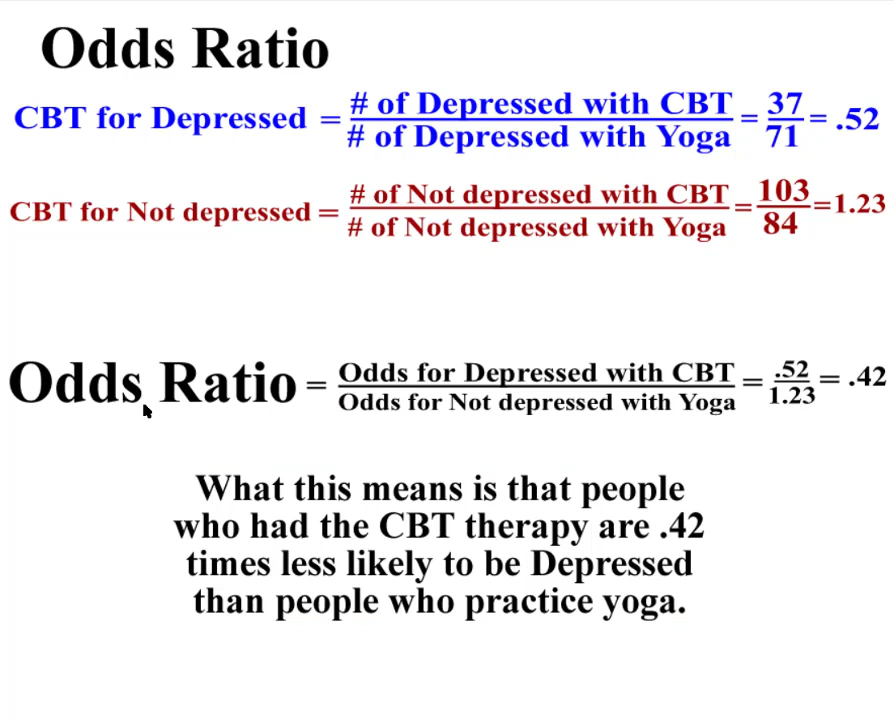 Odds Ratio
CBT for Depressed = # of Depressed with CBT / # of Depressed with Yoga = 37 / 71 = .52
CBT for Not depressed = # of Not depressed with CBT / # of Not depressed with Yoga = 103 / 84 = 1.23
Odds Ratio = Odds for Depressed with CBT / Odds for Not depressed with Yoga = .52 / 1.23 = .42
What this means is that people
who had the CBT therapy are .42
times less likely to be Depressed
than people who practice yoga.